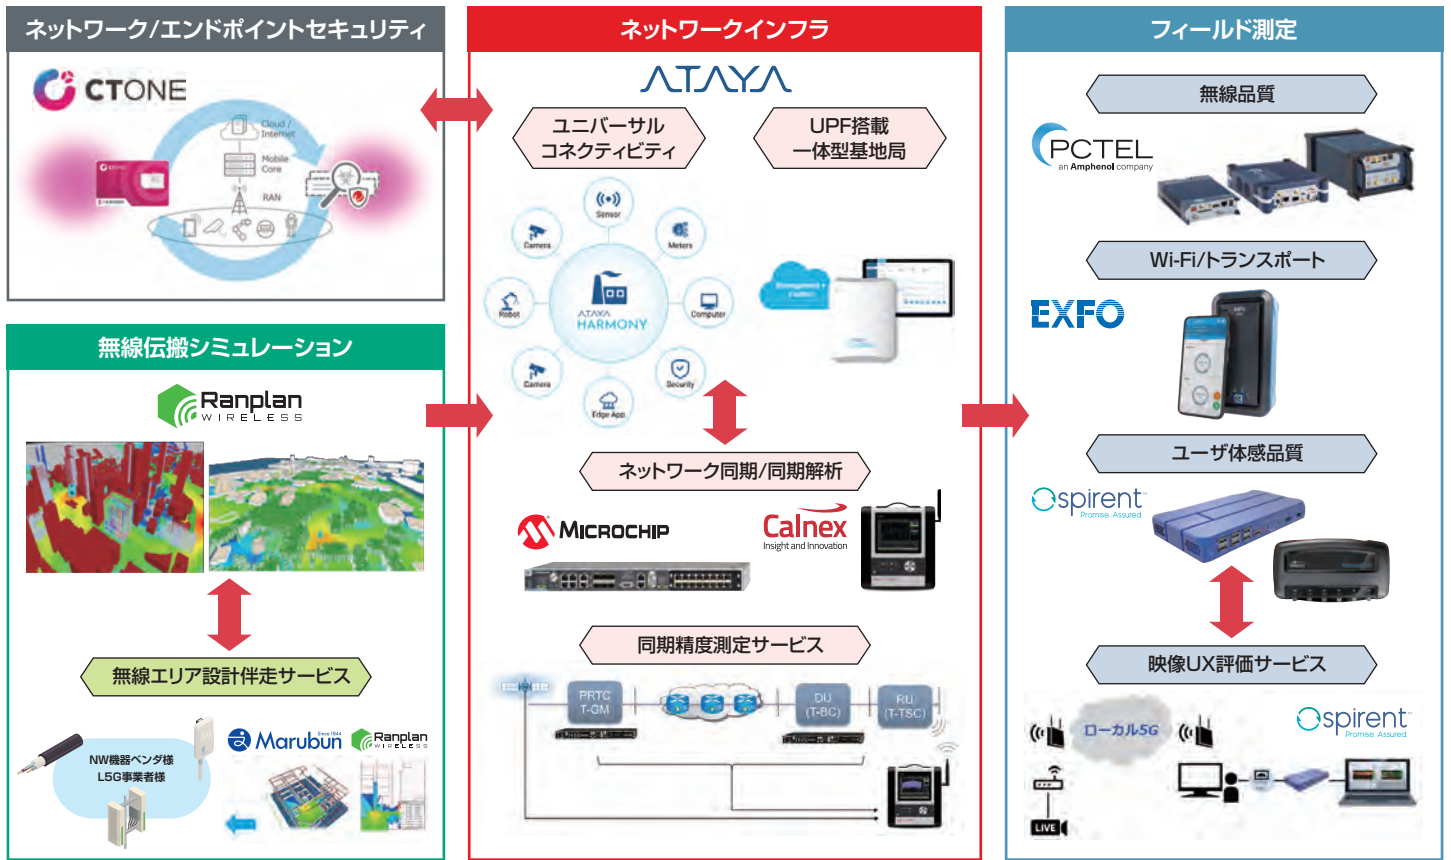 ネットワーク/エンドポイントセキュリティ
CTONE
Cloud /
Internet
Mobile
Core
RAN
無線伝搬シミュレーション
Ranplan
WIRELESS
無線エリア設計伴走サービス
NW機器ベンダ様
L5G事業者様
Since 1844
Marubun
Ranplan
WIRELESS
ネットワークインフラ
ATAYA
ユニバーサル
コネクティビティ
UPF搭載
一体型基地局
Sensor
Camera
Meters
Robot
ATAYA
HARMONY
Computer
Camera
Security
Edge App
ネットワーク同期/同期解析
MICROCHIP
Calnex
Insight and Innovation
同期精度測定サービス
PRTC
T-GM
DU
(T-BC)
RU
(T-TSC)
フィールド測定
無線品質
PCTEL
an Amphenol company
Wi-Fi/トランスポート
EXFO
ユーザ体感品質
spirent
Promise. Assured.
映像UX評価サービス
ローカル5G
spirent
Promise. Assured.
LIVE